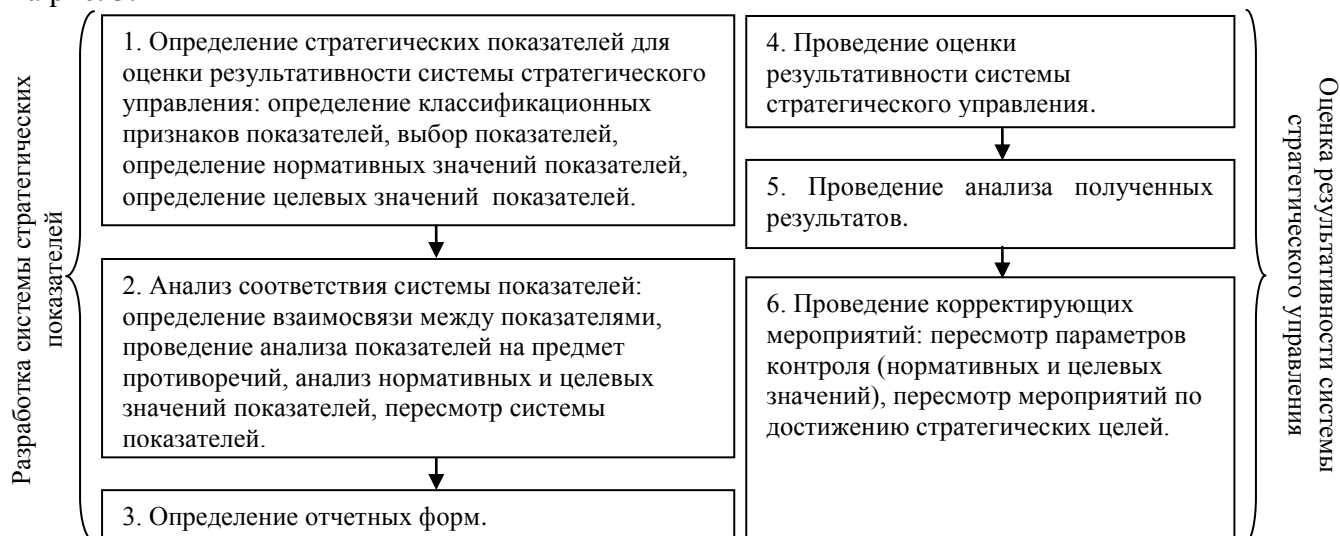 Разработка системы стратегических
показателей
1. Определение стратегических показателей для
оценки результативности системы стратегического
управления: определение классификационных
признаков показателей, выбор показателей,
определение нормативных значений показателей,
определение целевых значений показателей.
2. Анализ соответствия системы показателей:
определение взаимосвязи между показателями,
проведение анализа показателей на предмет
противоречий, анализ нормативных и целевых
значений показателей, пересмотр системы
показателей.
3. Определение отчетных форм.
4. Проведение оценки
результативности системы
стратегического управления.
5. Проведение анализа полученных
результатов.
6. Проведение корректирующих
мероприятий: пересмотр параметров
контроля (нормативных и целевых
значений), пересмотр мероприятий по
достижению стратегических целей.
Оценка результативности системы
стратегического управления